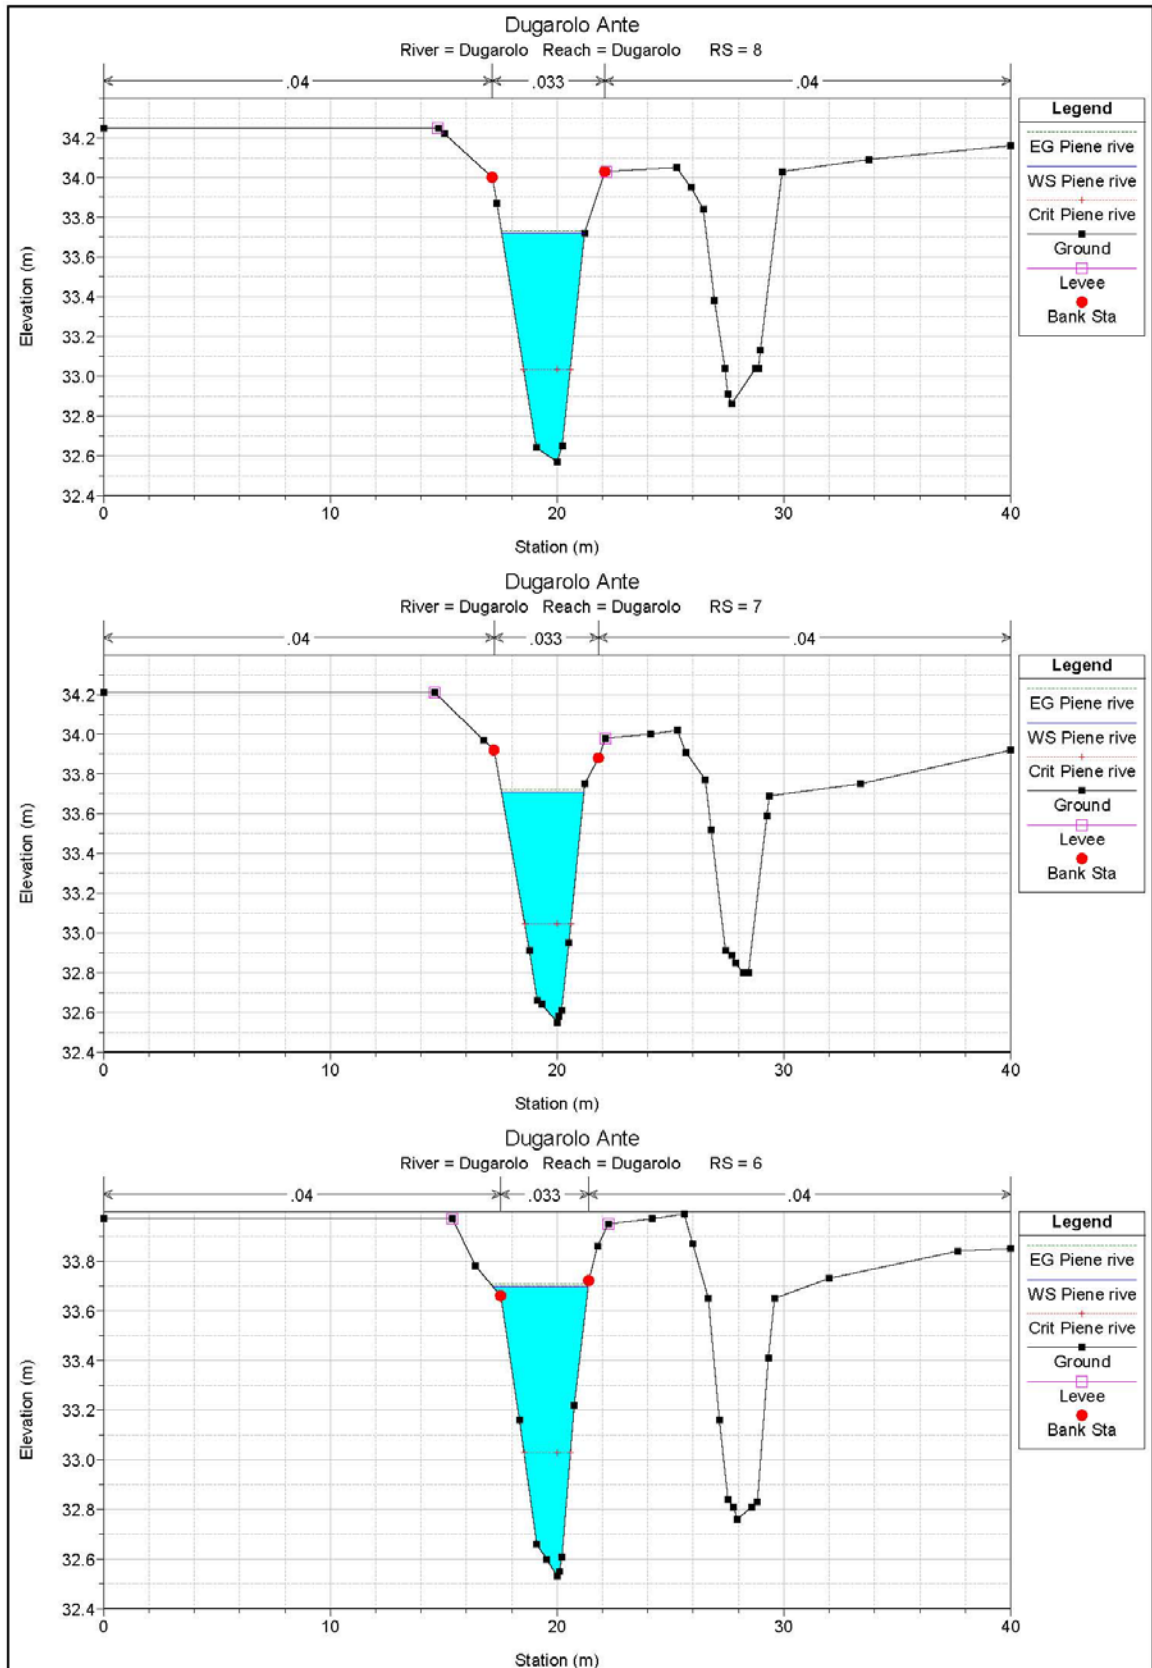 Dugarolo Ante
River = Dugarolo Reach = Dugarolo RS = 8
.04 .033 .04
Legend
EG Piene rive
WS Piene rive
Crit Piene rive
Ground
Levee
Bank Sta
Elevation (m)
34.2
34.0
33.8
33.6
33.4
33.2
33.0
32.8
32.6
32.4
0 10 20 30 40
Station (m)
Dugarolo Ante
River = Dugarolo Reach = Dugarolo RS = 7
.04 .033 .04
Legend
EG Piene rive
WS Piene rive
Crit Piene rive
Ground
Levee
Bank Sta
Elevation (m)
34.2
34.0
33.8
33.6
33.4
33.2
33.0
32.8
32.6
32.4
0 10 20 30 40
Station (m)
Dugarolo Ante
River = Dugarolo Reach = Dugarolo RS = 6
.04 .033 .04
Legend
EG Piene rive
WS Piene rive
Crit Piene rive
Ground
Levee
Bank Sta
Elevation (m)
33.8
33.6
33.4
33.2
33.0
32.8
32.6
32.4
0 10 20 30 40
Station (m)